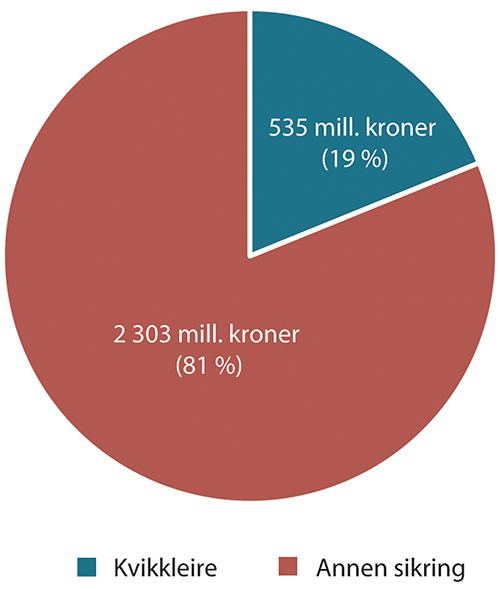 535 mill. kroner
(19 %)
2 303 mill. kroner
(81 %)
Kvikkleire
Annen sikring